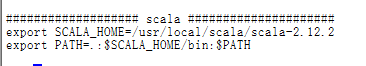 ################### scala #####################
export SCALA_HOME=/usr/local/scala/scala-2.12.2
export PATH=.:$SCALA_HOME/bin:$PATH